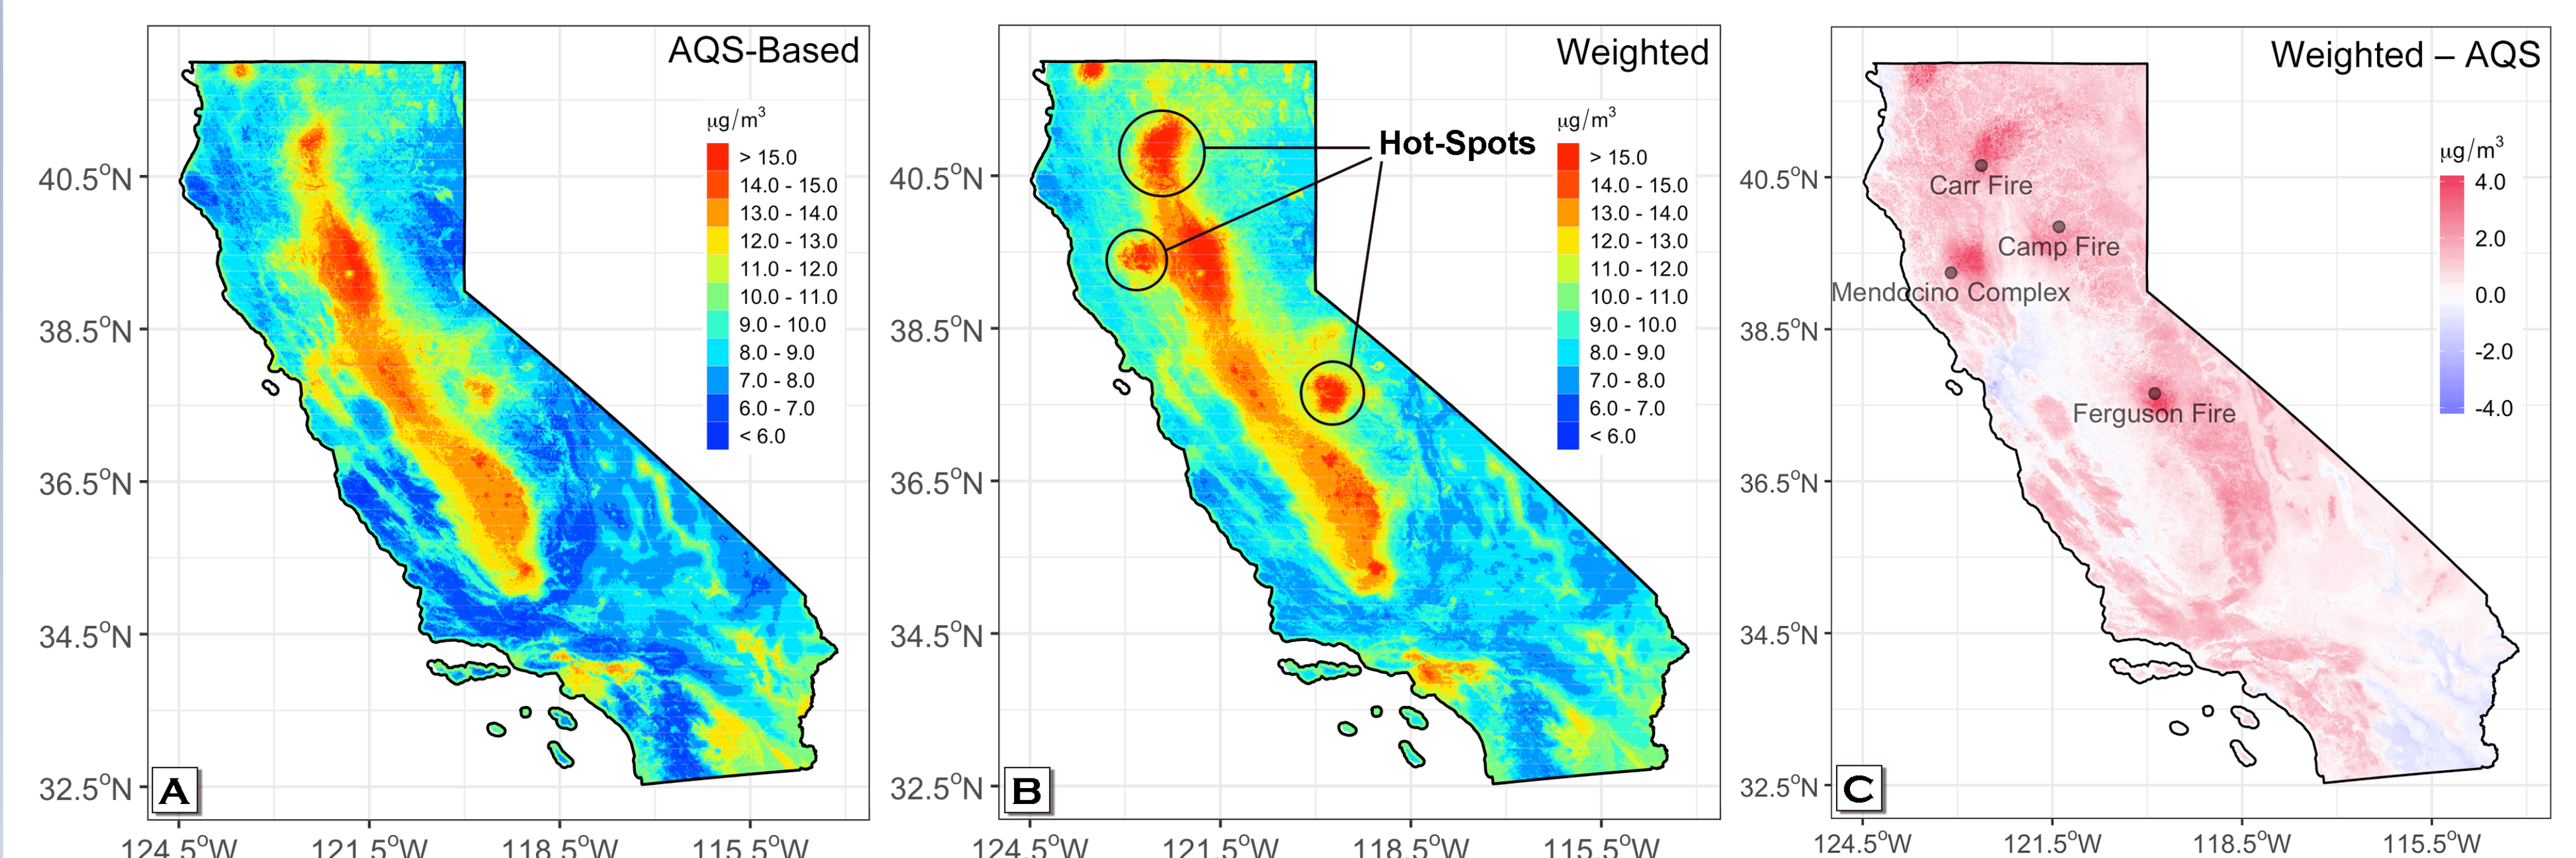 AQS-Based
μg/m³
> 15.0
14.0 - 15.0
13.0 - 14.0
12.0 - 13.0
11.0 - 12.0
10.0 - 11.0
9.0 - 10.0
8.0 - 9.0
7.0 - 8.0
6.0 - 7.0
< 6.0
40.5°N
38.5°N
36.5°N
34.5°N
32.5°N
A
124.5°W 121.5°W 118.5°W 115.5°W
Weighted
Hot-Spots
μg/m³
> 15.0
14.0 - 15.0
13.0 - 14.0
12.0 - 13.0
11.0 - 12.0
10.0 - 11.0
9.0 - 10.0
8.0 - 9.0
7.0 - 8.0
6.0 - 7.0
< 6.0
40.5°N
38.5°N
36.5°N
34.5°N
32.5°N
B
124.5°W 121.5°W 118.5°W 115.5°W
Weighted – AQS
μg/m³
4.0
2.0
0.0
-2.0
-4.0
Carr Fire
Camp Fire
Mendocino Complex
Ferguson Fire
40.5°N
38.5°N
36.5°N
34.5°N
32.5°N
C
124.5°W 121.5°W 118.5°W 115.5°W